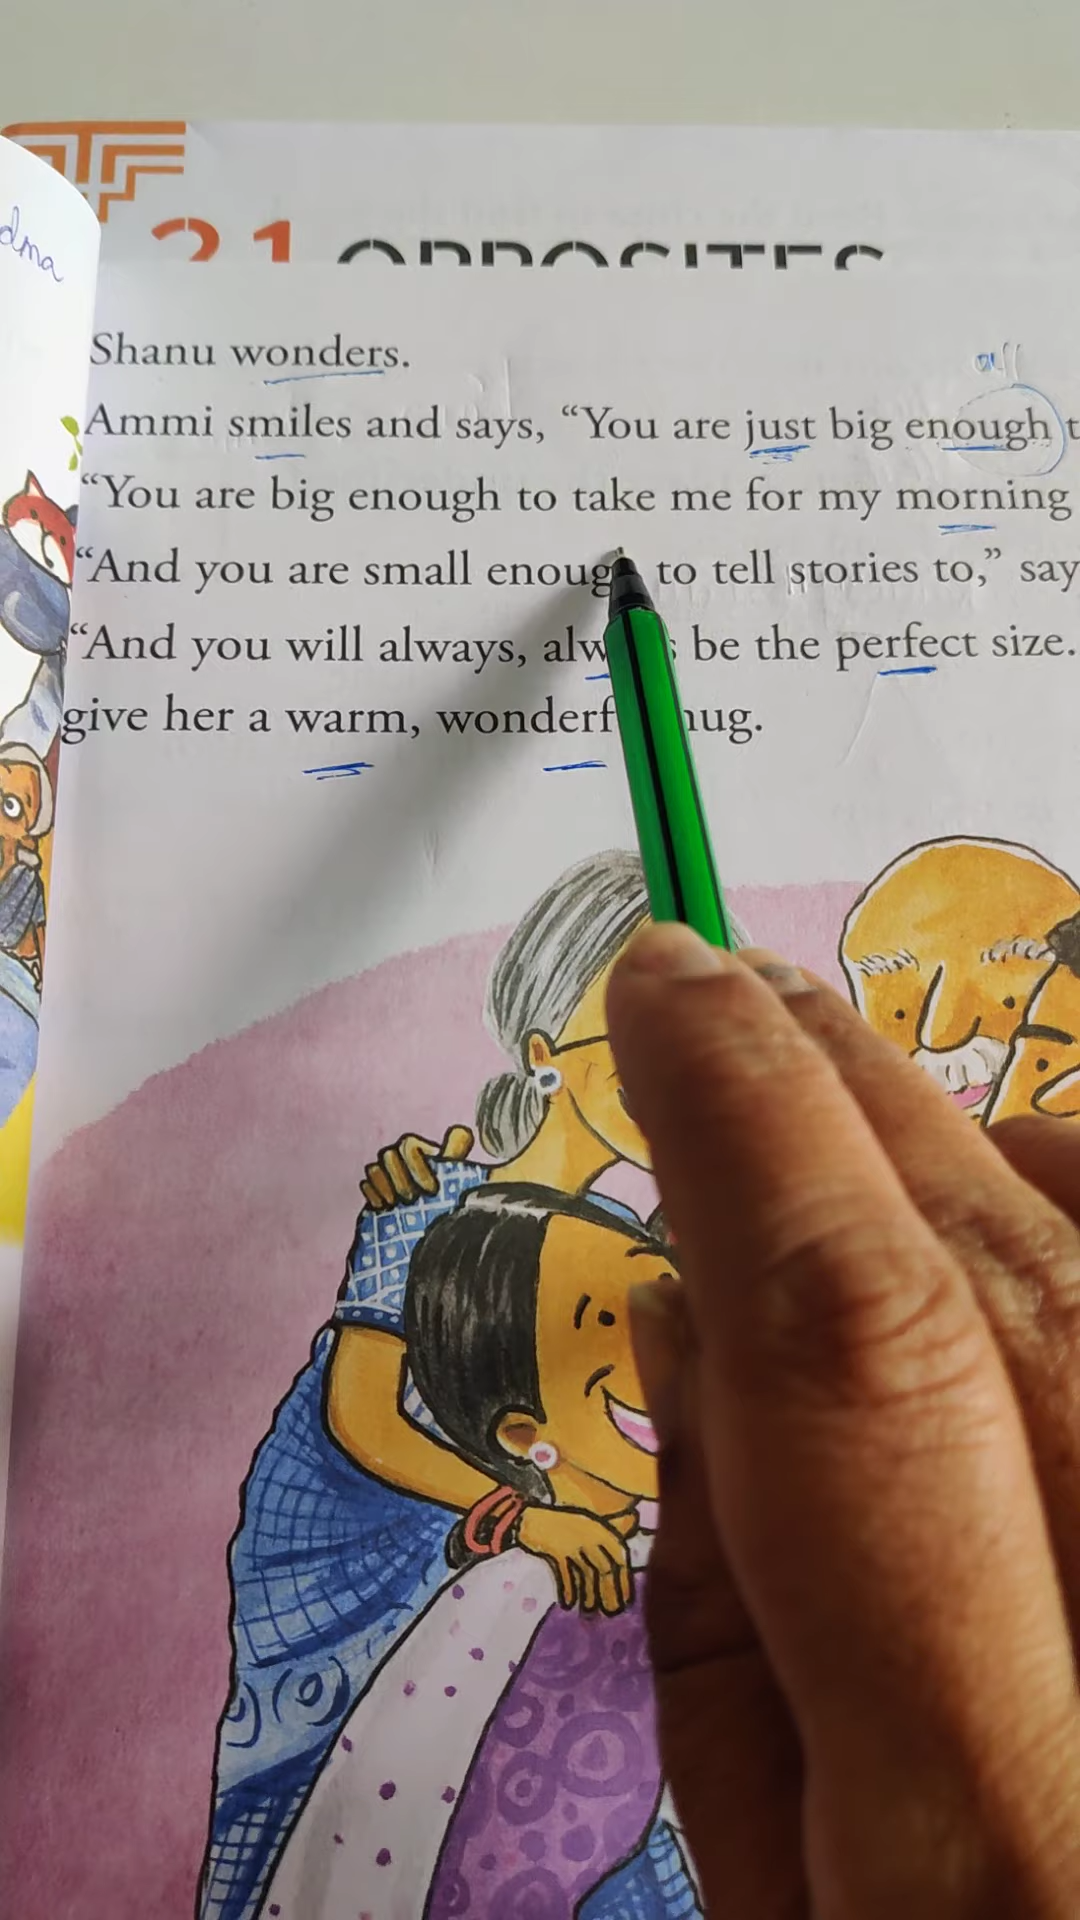 dma
21 OPPOSITES
Shanu wonders.
Ammi smiles and says, “You are just big enough
“You are big enough to take me for my morning
“And you are small enough to tell stories to,” say
“And you will always, be the perfect size.
give her a warm, hug.